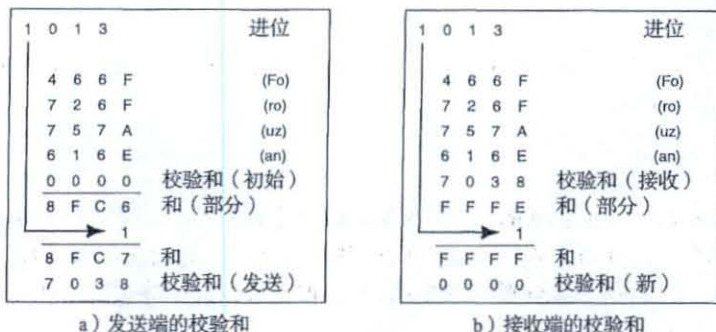 1 0 1 3 进位
4 6 6 F (Fo)
7 2 6 F (ro)
7 5 7 A (uz)
6 1 6 E (an)
0 0 0 0 校验和（初始）
8 F C 6 和（部分）
1
8 F C 7 和
7 0 3 8 校验和（发送）
a）发送端的校验和
1 0 1 3 进位
4 6 6 F (Fo)
7 2 6 F (ro)
7 5 7 A (uz)
6 1 6 E (an)
7 0 3 8 校验和（接收）
F F F E 和（部分）
1
F F F F 和
0 0 0 0 校验和（新）
b）接收端的校验和